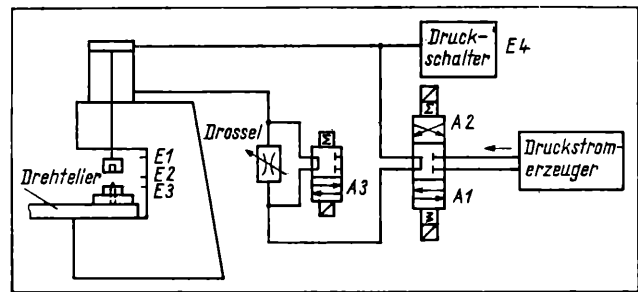 Druck-
schalter
E4
A2
Drossel
Druckstrom-
erzeuger
E1
Drehteller
E2
E3
A3
A1